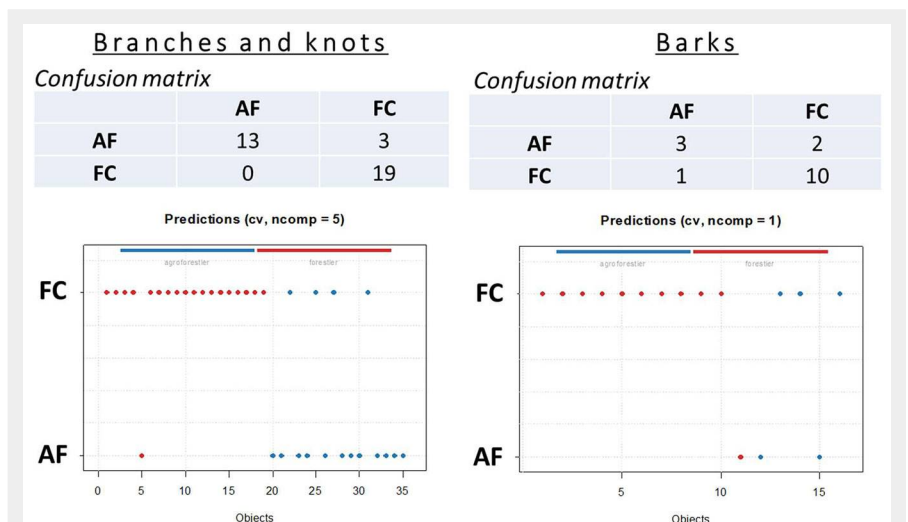 Branches and knots
Confusion matrix
AF FC
AF 13 3
FC 0 19
Predictions (cv, ncomp = 5)
agroforestier forestier
FC
AF
0 5 10 15 20 25 30 35
Objects
Barks
Confusion matrix
AF FC
AF 3 2
FC 1 10
Predictions (cv, ncomp = 1)
agroforestier forestier
FC
AF
5 10 15
Objects